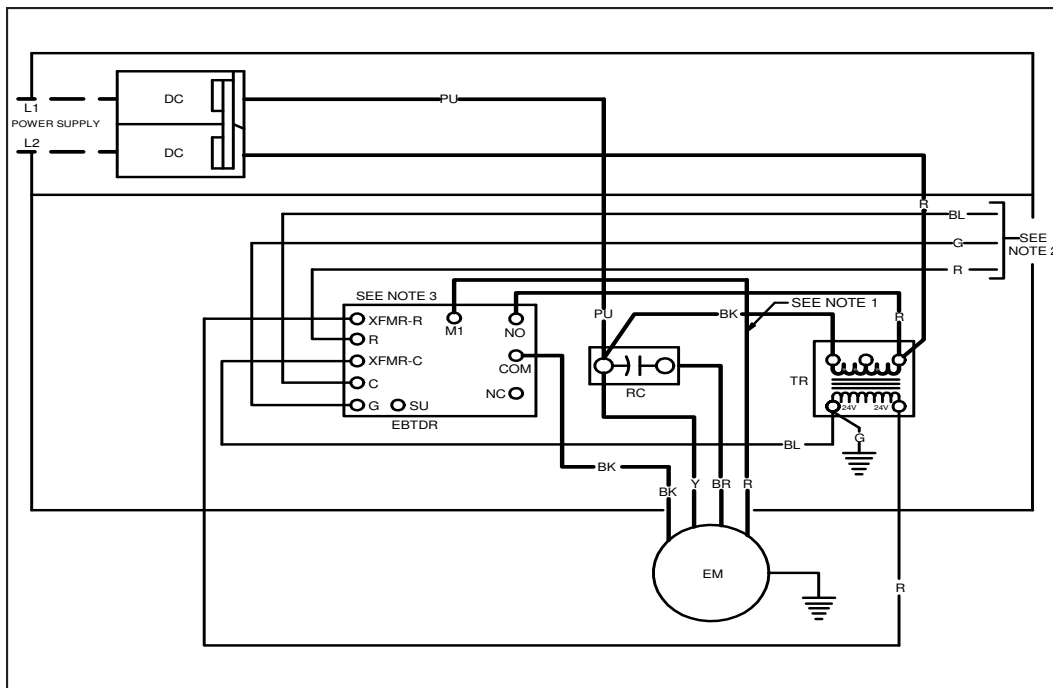 DC
PU
L1
POWER SUPPLY
L2
DC
R
BL
G
SEE
NOTE 2
R
SEE NOTE 3
SEE NOTE 1
XFMR-R
M1
NO
PU
BK
R
R
XFMR-C
COM
TR
C
NC
RC
G
SU
24V
24V
EBTDR
BL
G
BK
BK
Y
BR
R
EM
R